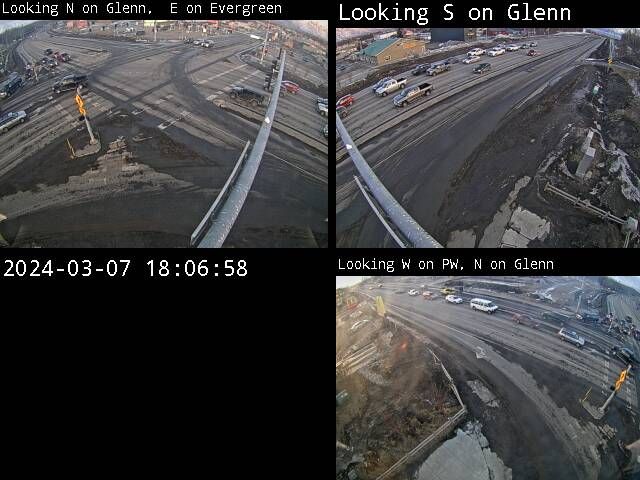 Looking N on Glenn, E on Evergreen
Looking S on Glenn
2024-03-07 18:06:58
Looking W on PW, N on Glenn